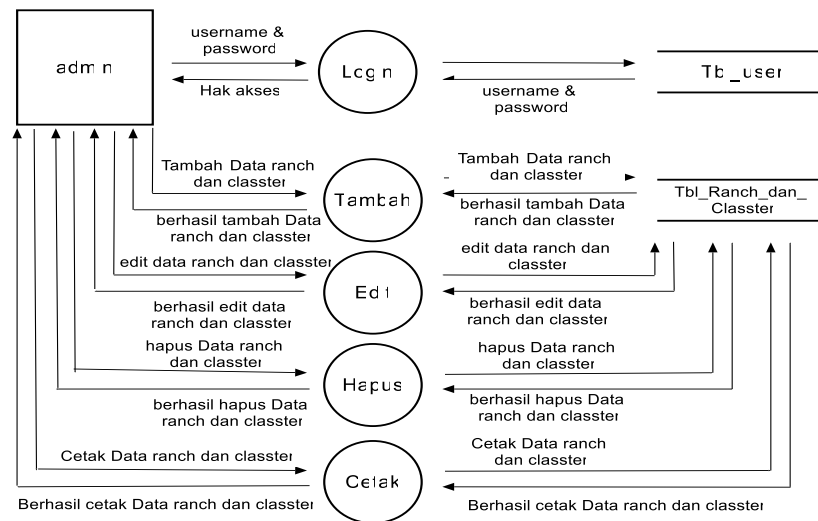 username &
password
admin
Login
Hak akses
Tbl_user
username &
password
Tambah Data ranch
dan classter
Tambah
berhasil tambah Data
ranch dan classter
Tambah Data ranch
dan classter
berhasil tambah Data
ranch dan classter
Tbl_Ranch_dan_
Classter
edit data ranch dan classter
Edit
berhasil edit data
ranch dan classter
edit data ranch dan
classter
berhasil edit data
ranch dan classter
hapus Data ranch
dan classter
Hapus
berhasil hapus Data
ranch dan classter
hapus Data ranch
dan classter
berhasil hapus Data
ranch dan classter
Cetak Data ranch dan classter
Cetak
Berhasil cetak Data ranch dan classter
Cetak Data ranch
dan classter
Berhasil cetak Data ranch dan classter